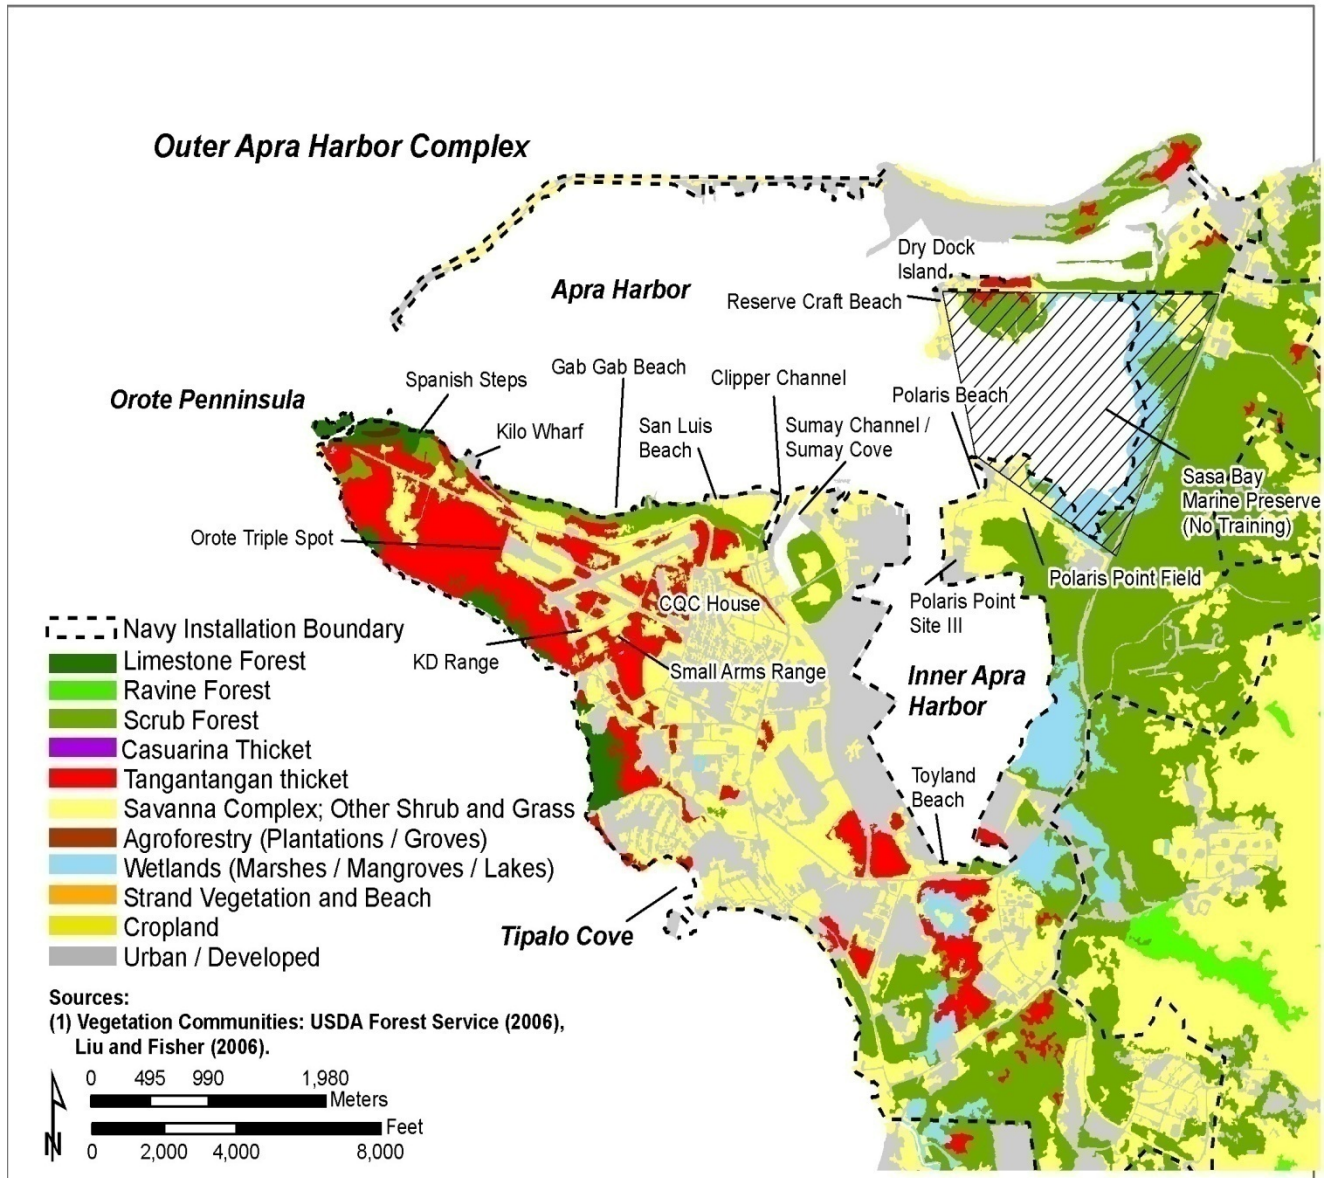 Outer Apra Harbor Complex
Dry Dock
Island
Apra Harbor
Reserve Craft Beach
Gab Gab Beach
Clipper Channel
Spanish Steps
Polaris Beach
Orote Penninsula
San Luis
Beach
Sumay Channel /
Sumay Cove
Kilo Wharf
Sasa Bay
Marine Preserve
(No Training)
Orote Triple Spot
Polaris Point Field
CQC House
Polaris Point
Site III
KD Range
Small Arms Range
Inner Apra
Harbor
Toyland
Beach
Tipalo Cove
Navy Installation Boundary
Limestone Forest
Ravine Forest
Scrub Forest
Casuarina Thicket
Tangantangan thicket
Savanna Complex; Other Shrub and Grass
Agroforestry (Plantations / Groves)
Wetlands (Marshes / Mangroves / Lakes)
Strand Vegetation and Beach
Cropland
Urban / Developed
Sources:
(1) Vegetation Communities: USDA Forest Service (2006),
Liu and Fisher (2006).
0 495 990 1,980
Meters
Feet
0 2,000 4,000 8,000
N